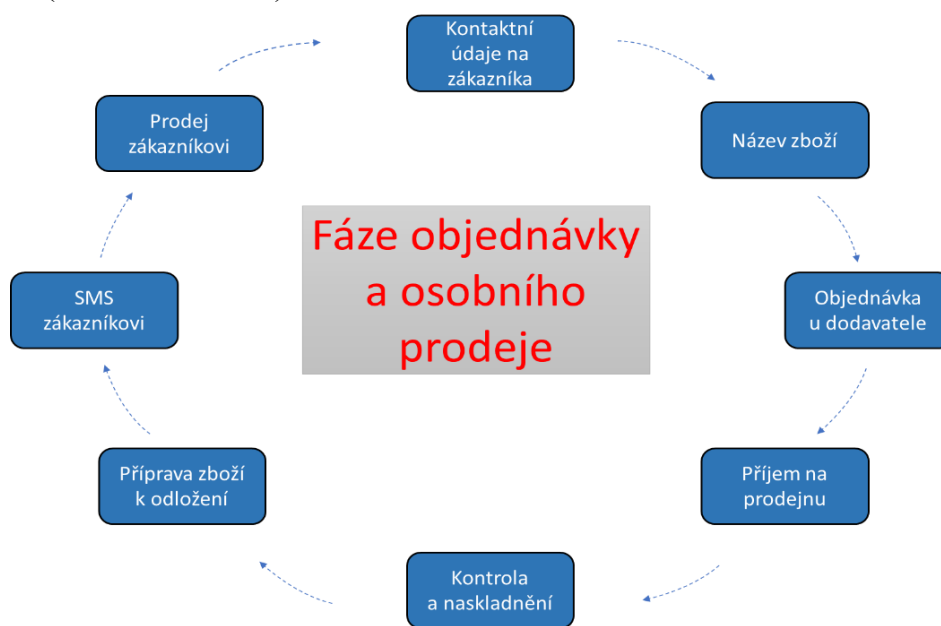 Kontaktní
údaje na
zákazníka
Název zboží
Objednávka
u dodavatele
Příjem na
prodejnu
Kontrola
a naskladnění
Příprava zboží
k odložení
SMS
zákazníkovi
Prodej
zákazníkovi
Fáze objednávky
a osobního
prodeje